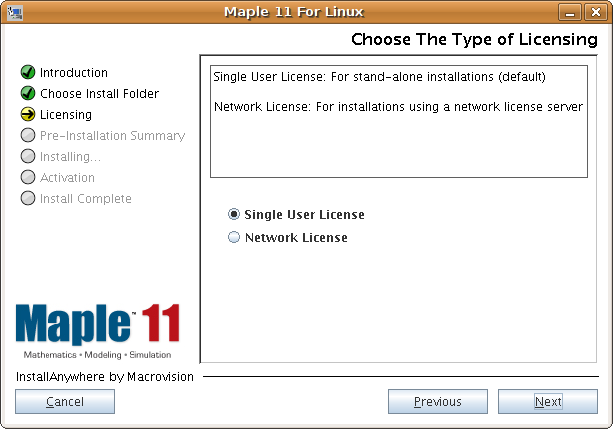 Maple 11 For Linux
Choose The Type of Licensing
Introduction
Choose Install Folder
Licensing
Pre-Installation Summary
Installing...
Activation
Install Complete
Single User License: For stand-alone installations (default)
Network License: For installations using a network license server
Single User License
Network License
Maple™ 11
Mathematics • Modeling • Simulation
InstallAnywhere by Macrovision
Cancel
Previous
Next